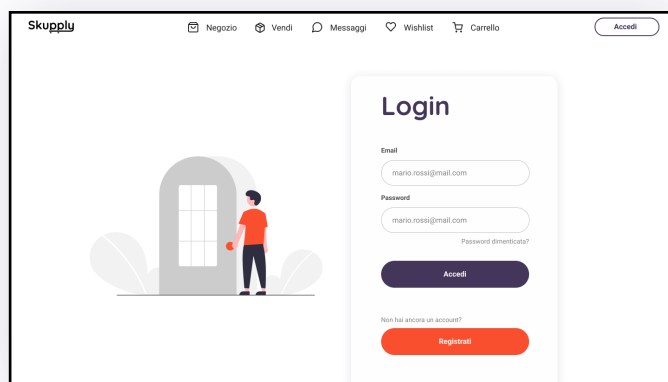 Skupply
Negozio Vendi Messaggi Wishlist Carrello Accedi
Login
Email
mario.rossi@mail.com
Password
mario.rossi@mail.com
Password dimenticata?
Accedi
Non hai ancora un account?
Registrati